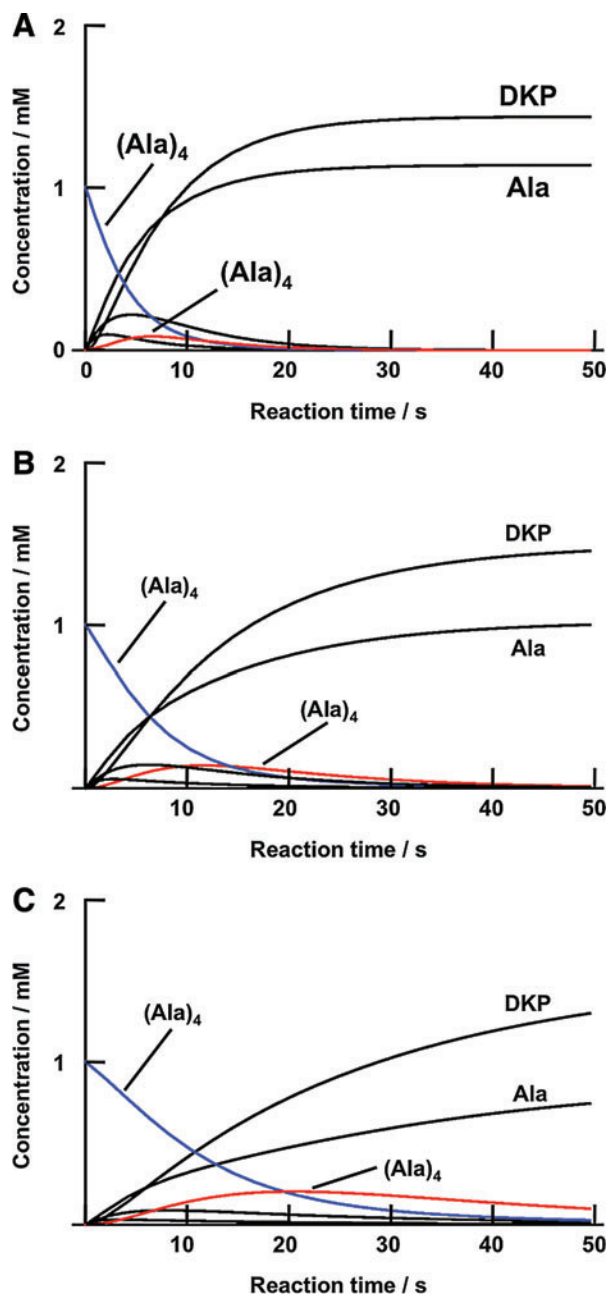 A
2
Concentration / mM
DKP
(Ala)₄
1
Ala
(Ala)₄
0
0 10 20 30 40 50
Reaction time / s
B
2
Concentration / mM
DKP
(Ala)₄
1
Ala
(Ala)₄
10 20 30 40 50
Reaction time / s
C
2
Concentration / mM
DKP
(Ala)₄
1
Ala
(Ala)₄
10 20 30 40 50
Reaction time / s